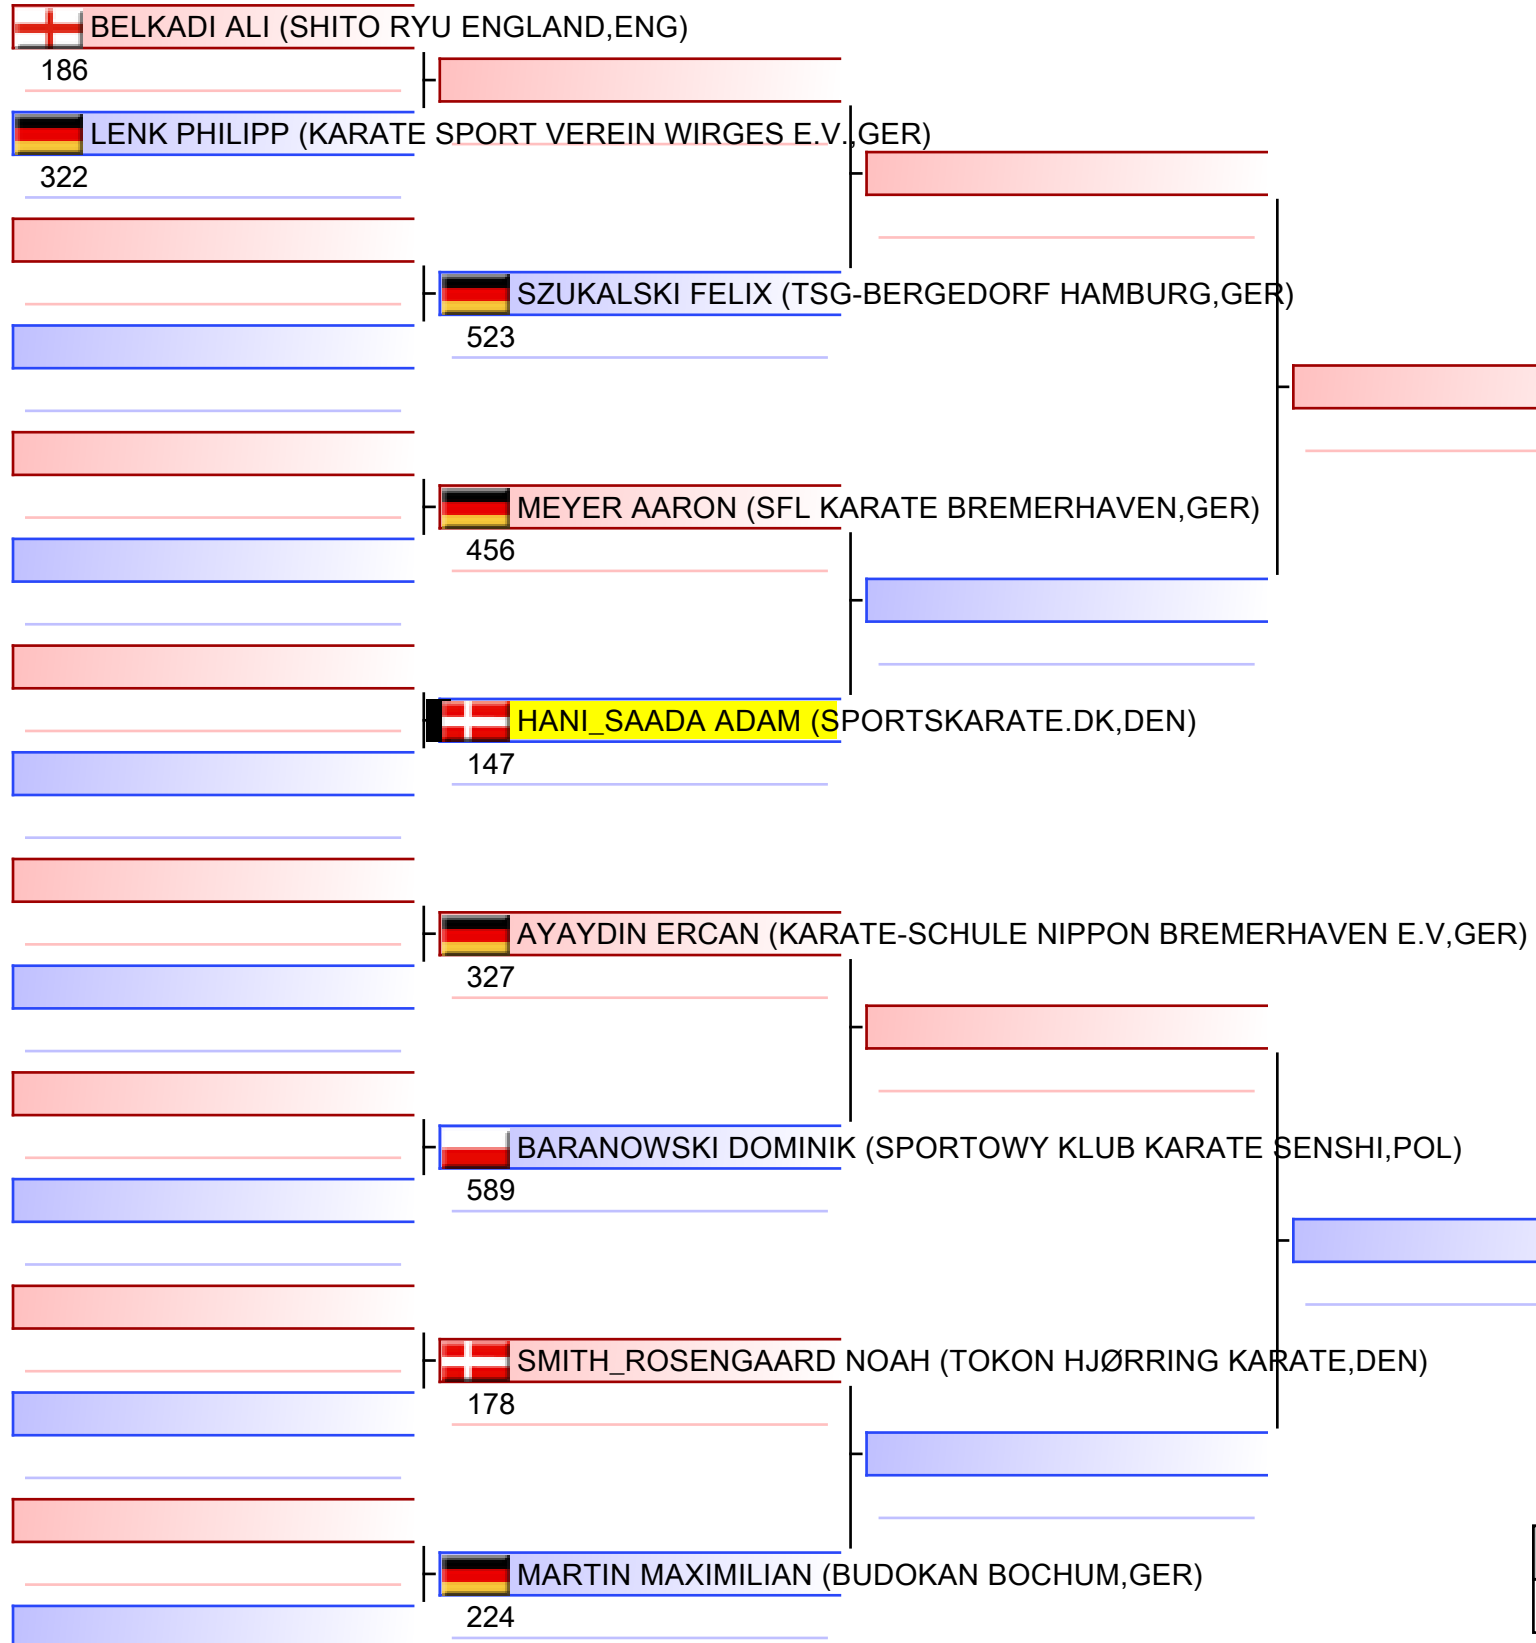 BELKADI ALI (SHITO RYU ENGLAND,ENG)
186
LENK PHILIPP (KARATE SPORT VEREIN WIRGES E.V.,GER)
322
SZUKALSKI FELIX (TSG-BERGEDORF HAMBURG,GER)
523
MEYER AARON (SFL KARATE BREMERHAVEN,GER)
456
HANI_SAADA ADAM (SPORTSKARATE.DK,DEN)
147
AYAYDIN ERCAN (KARATE-SCHULE NIPPON BREMERHAVEN E.V,GER)
327
BARANOWSKI DOMINIK (SPORTOWY KLUB KARATE SENSHI,POL)
589
SMITH_ROSENGAARD NOAH (TOKON HJØRRING KARATE,DEN)
178
MARTIN MAXIMILIAN (BUDOKAN BOCHUM,GER)
224